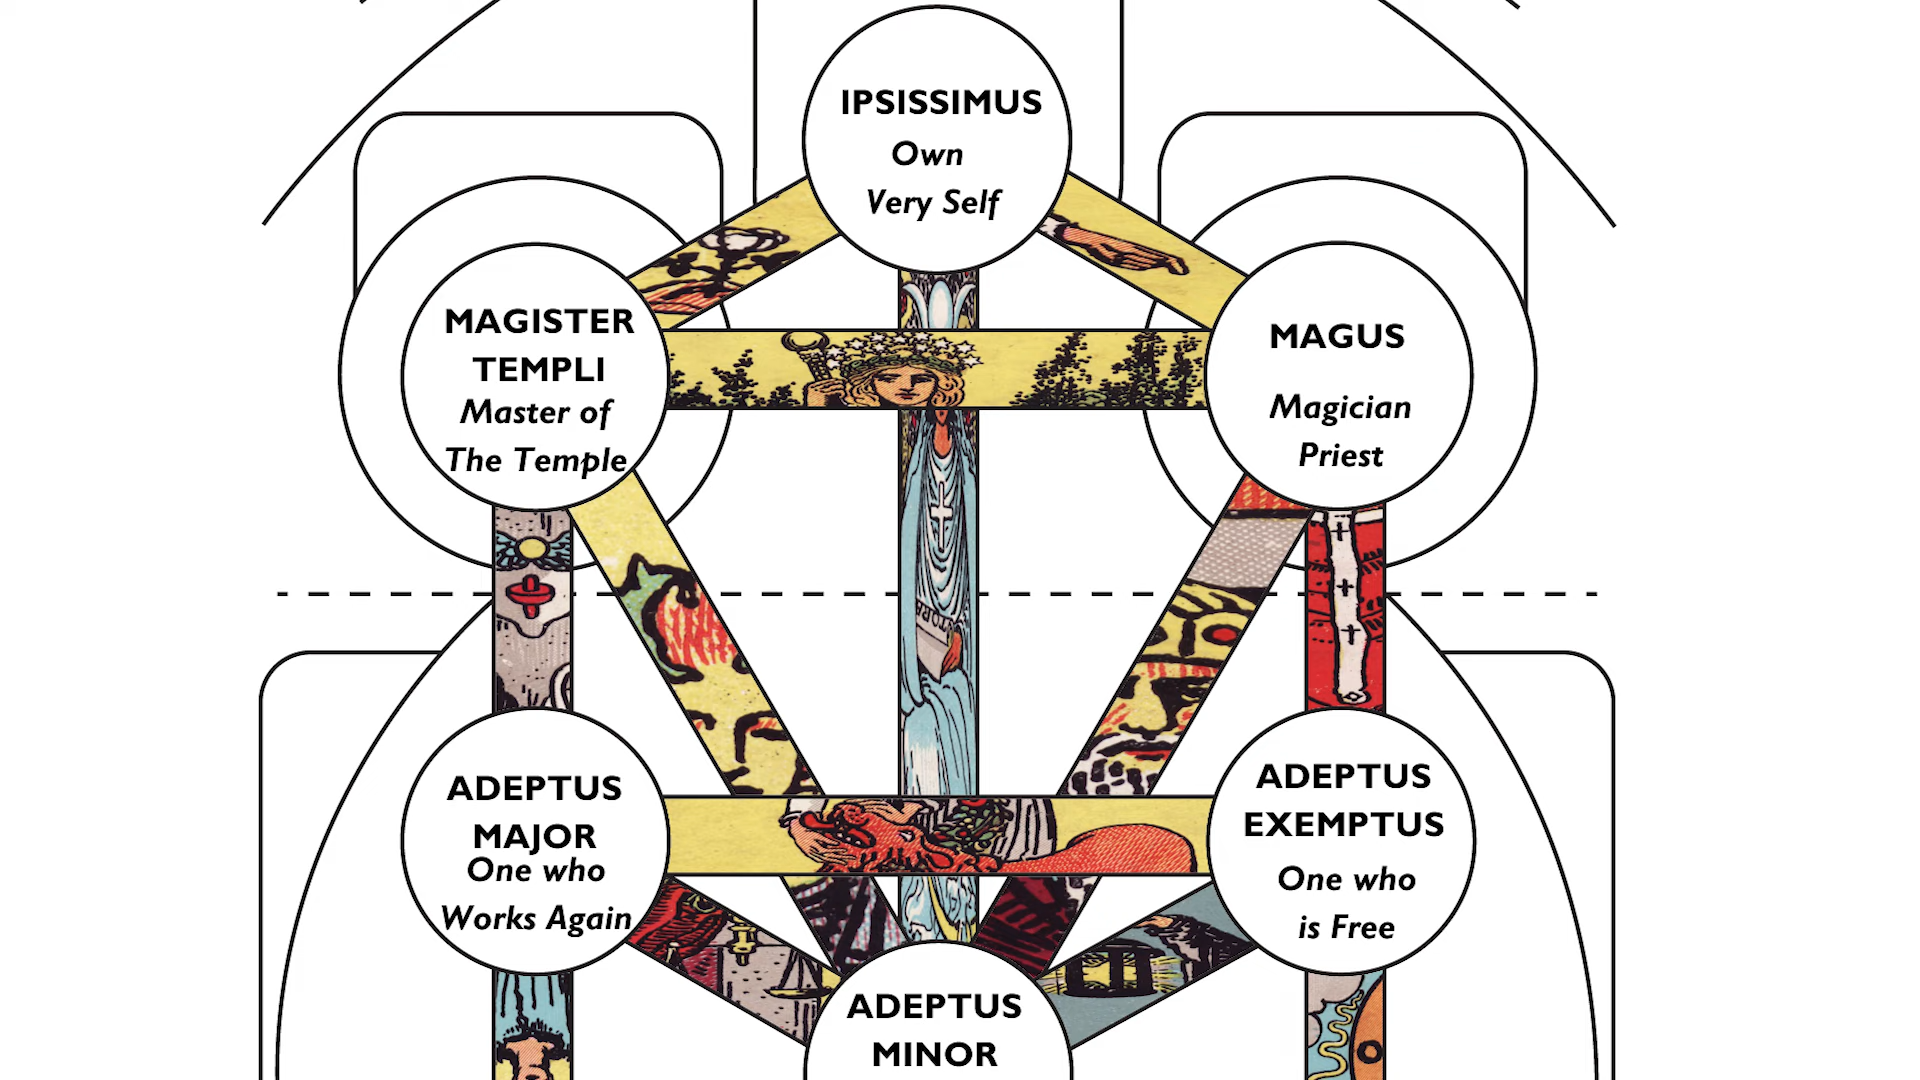 IPSISSIMUS
Own
Very Self
MAGISTER
TEMPLI
Master of
The Temple
MAGUS
Magician
Priest
TORE
ADEPTUS
MAJOR
One who
Works Again
ADEPTUS
EXEMPTUS
One who
is Free
ADEPTUS
MINOR